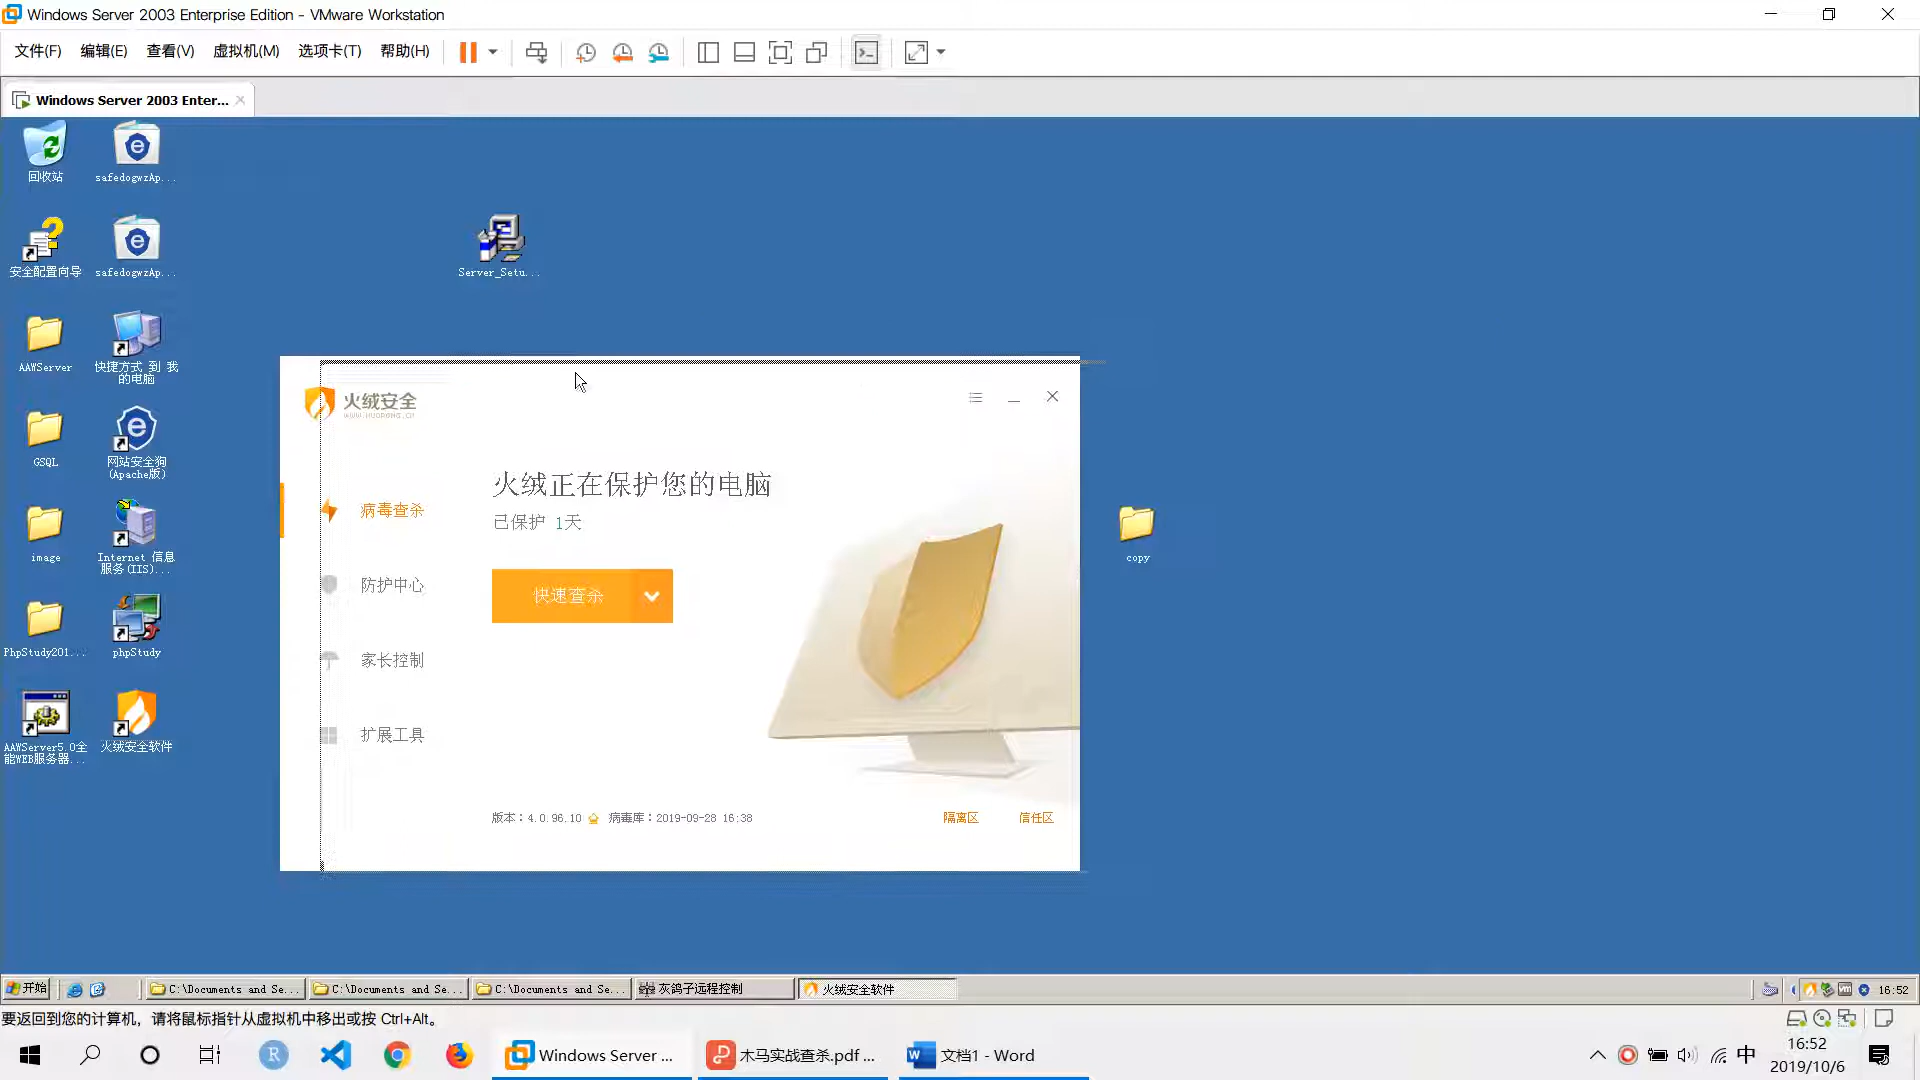 Windows Server 2003 Enterprise Edition - VMware Workstation
文件(F) 编辑(E) 查看(V) 虚拟机(M) 选项卡(T) 帮助(H)
Windows Server 2003 Enter...
回收站
safedogwzAp...
安全配置向导
safedogwzAp...
Server_Setu...
AAWServer
快捷方式 到 我
的电脑
GSQL
网站安全狗
(Apache版)
image
Internet 信息
服务(IIS)...
PhpStudy201...
phpStudy
AAWServer5.0全
能WEB服务器...
火绒安全软件
copy
火绒安全
WWW.HUORONG.CN
病毒查杀
防护中心
家长控制
扩展工具
火绒正在保护您的电脑
已保护 1天
快速查杀
版本：4.0.96.10 病毒库：2019-09-28 16:38
隔离区 信任区
开始
C:\Documents and Se...
C:\Documents and Se...
C:\Documents and Se...
灰鸽子远程控制
火绒安全软件
16:52
要返回到您的计算机，请将鼠标指针从虚拟机中移出或按 Ctrl+Alt。
Windows Server ...
木马实战查杀.pdf ...
文档1 - Word
中
16:52
2019/10/6